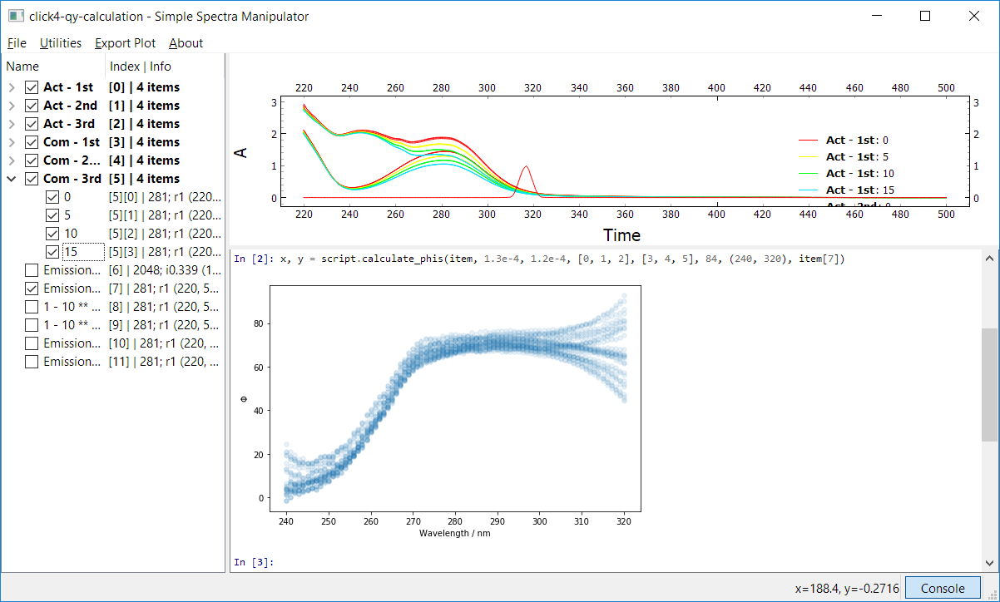 click4-qy-calculation - Simple Spectra Manipulator
File Utilities Export Plot About
Name Index | Info
Act - 1st [0] | 4 items
Act - 2nd [1] | 4 items
Act - 3rd [2] | 4 items
Com - 1st [3] | 4 items
Com - 2... [4] | 4 items
Com - 3rd [5] | 4 items
0 [5][0] | 281; r1 (220...
5 [5][1] | 281; r1 (220...
10 [5][2] | 281; r1 (220...
15 [5][3] | 281; r1 (220...
Emission... [6] | 2048; i0.339 (1...
Emission... [7] | 281; r1 (220, 5...
1 - 10 ** ... [8] | 281; r1 (220, 5...
1 - 10 ** ... [9] | 281; r1 (220, 5...
Emission... [10] | 281; r1 (220, ...
Emission... [11] | 281; r1 (220, ...
220 240 260 280 300 320 340 360 380 400 420 440 460 480 500
3 3
2 2
1 1
0 0
A
Act - 1st: 0
Act - 1st: 5
Act - 1st: 10
Act - 1st: 15
Act - 2nd: 0
220 240 260 280 300 320 340 360 380 400 420 440 460 480 500
Time
In [2]: x, y = script.calculate_phis(item, 1.3e-4, 1.2e-4, [0, 1, 2], [3, 4, 5], 84, (240, 320), item[7])
80
60
40
20
0
Φ
240 250 260 270 280 290 300 310 320
Wavelength / nm
In [3]:
x=188.4, y=-0.2716 Console